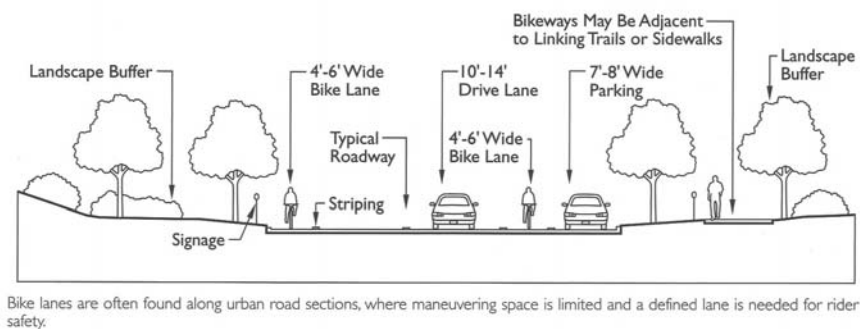 Bikeways May Be Adjacent
to Linking Trails or Sidewalks
Landscape
Buffer
Landscape Buffer
4'-6' Wide
Bike Lane
10'-14'
Drive Lane
7'-8' Wide
Parking
Typical
Roadway
4'-6' Wide
Bike Lane
Striping
Signage
Bike lanes are often found along urban road sections, where maneuvering space is limited and a defined lane is needed for rider
safety.